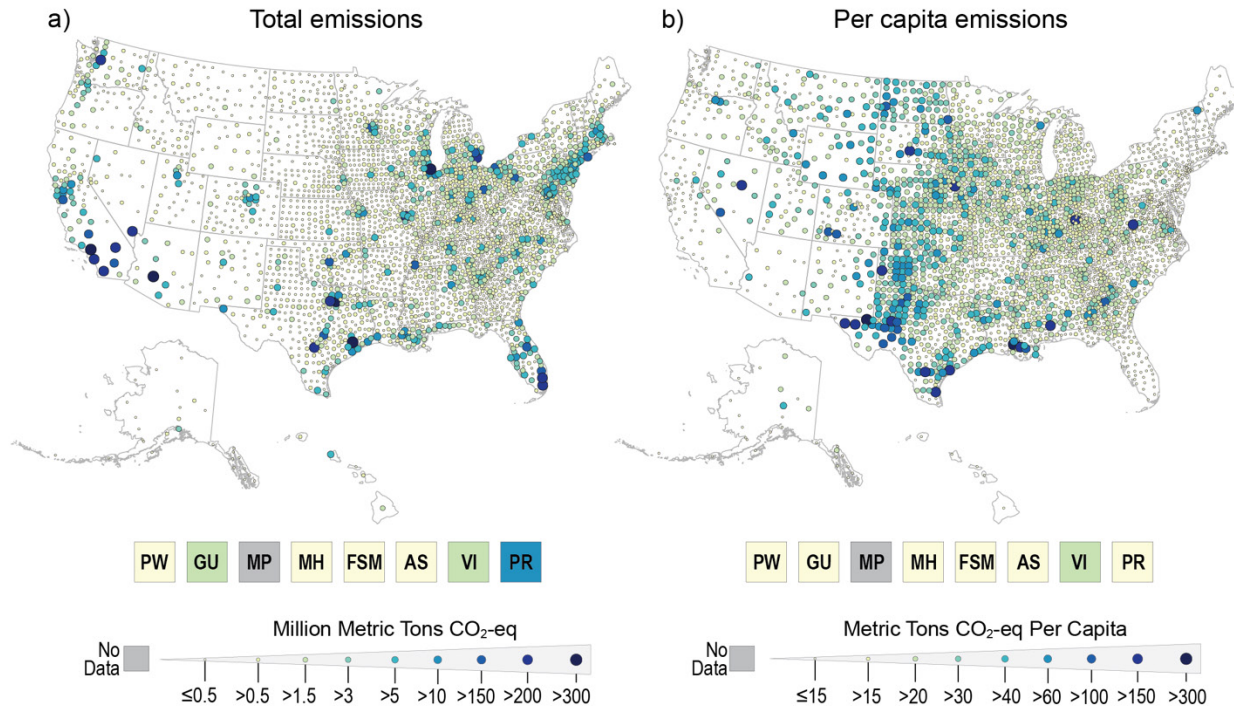 a) Total emissions
b) Per capita emissions
PW GU MP MH FSM AS VI PR
PW GU MP MH FSM AS VI PR
Million Metric Tons CO₂-eq
No
Data
≤0.5 >0.5 >1.5 >3 >5 >10 >150 >200 >300
Metric Tons CO₂-eq Per Capita
No
Data
≤15 >15 >20 >30 >40 >60 >100 >150 >300